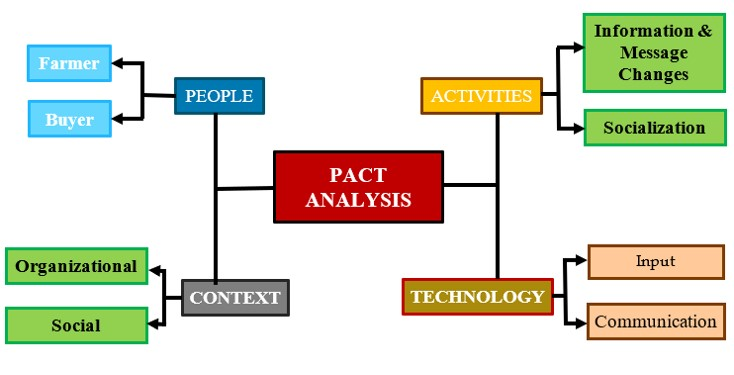 Farmer
Buyer
PEOPLE
ACTIVITIES
Information &
Message
Changes
Socialization
PACT
ANALYSIS
Organizational
Social
CONTEXT
TECHNOLOGY
Input
Communication